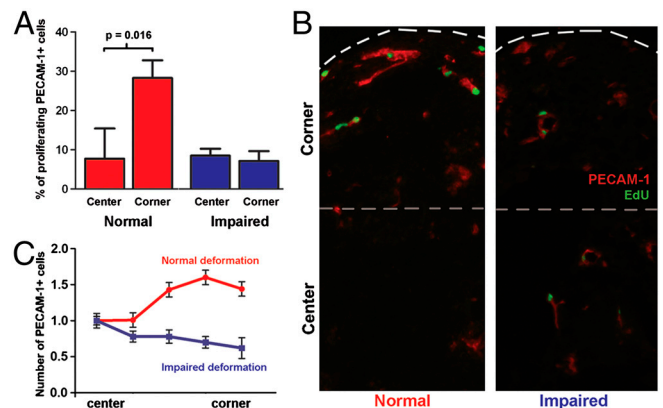 A
p = 0.016
% of proliferating PECAM-1+ cells
40
30
20
10
0
Center Corner Center Corner
Normal Impaired
B
Corner
Center
PECAM-1
EdU
Normal Impaired
C
Number of PECAM-1+ cells
2.0
1.5
1.0
0.5
0.0
Normal deformation
Impaired deformation
center corner